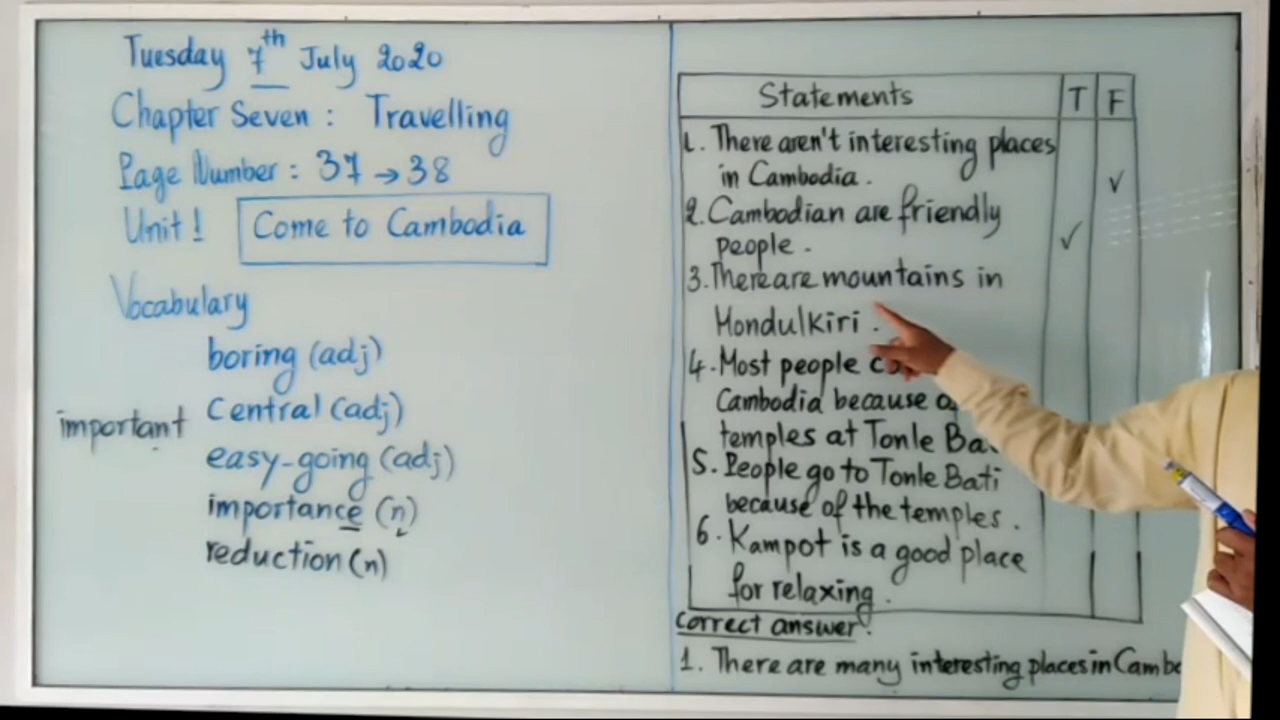 Tuesday 7th July 2020
Chapter Seven : Travelling
Page Number : 37 → 38
Unit 1 Come to Cambodia
Vocabulary
boring (adj)
important Central (adj)
easy-going (adj)
importance (n)
reduction (n)
Statements T F
1. There aren't interesting places
in Cambodia . ✓
2. Cambodian are friendly
people . ✓
3. There are mountains in
Mondulkiri .
4. Most people
Cambodia because
temples at Tonle
5. People go to Tonle Bati
because of the temples .
6. Kampot is a good place
for relaxing .
Correct answer :
1. There are many interesting places in